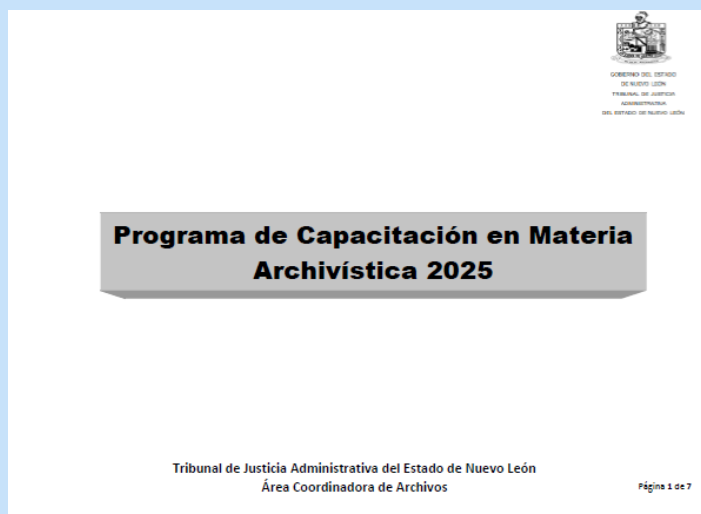 GOBIERNO DEL ESTADO
DE NUEVO LEÓN
TRIBUNAL DE JUSTICIA
ADMINISTRATIVA
DEL ESTADO DE NUEVO LEÓN
Programa de Capacitación en Materia
Archivística 2025
Tribunal de Justicia Administrativa del Estado de Nuevo León
Área Coordinadora de Archivos
Página 1 de 7